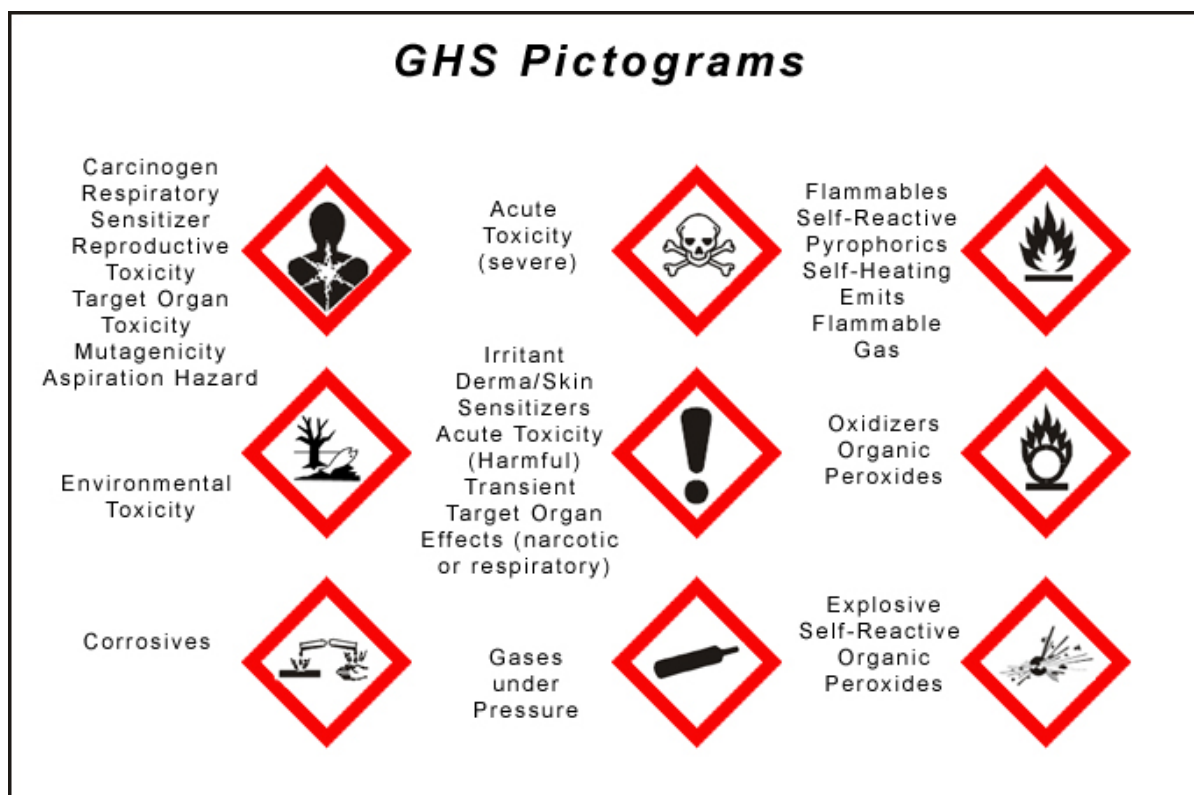 GHS Pictograms
Carcinogen
Respiratory
Sensitizer
Reproductive
Toxicity
Target Organ
Toxicity
Mutagenicity
Aspiration Hazard
Acute
Toxicity
(severe)
Flammables
Self-Reactive
Pyrophorics
Self-Heating
Emits
Flammable
Gas
Environmental
Toxicity
Irritant
Derma/Skin
Sensitizers
Acute Toxicity
(Harmful)
Transient
Target Organ
Effects (narcotic
or respiratory)
Oxidizers
Organic
Peroxides
Corrosives
Gases
under
Pressure
Explosive
Self-Reactive
Organic
Peroxides